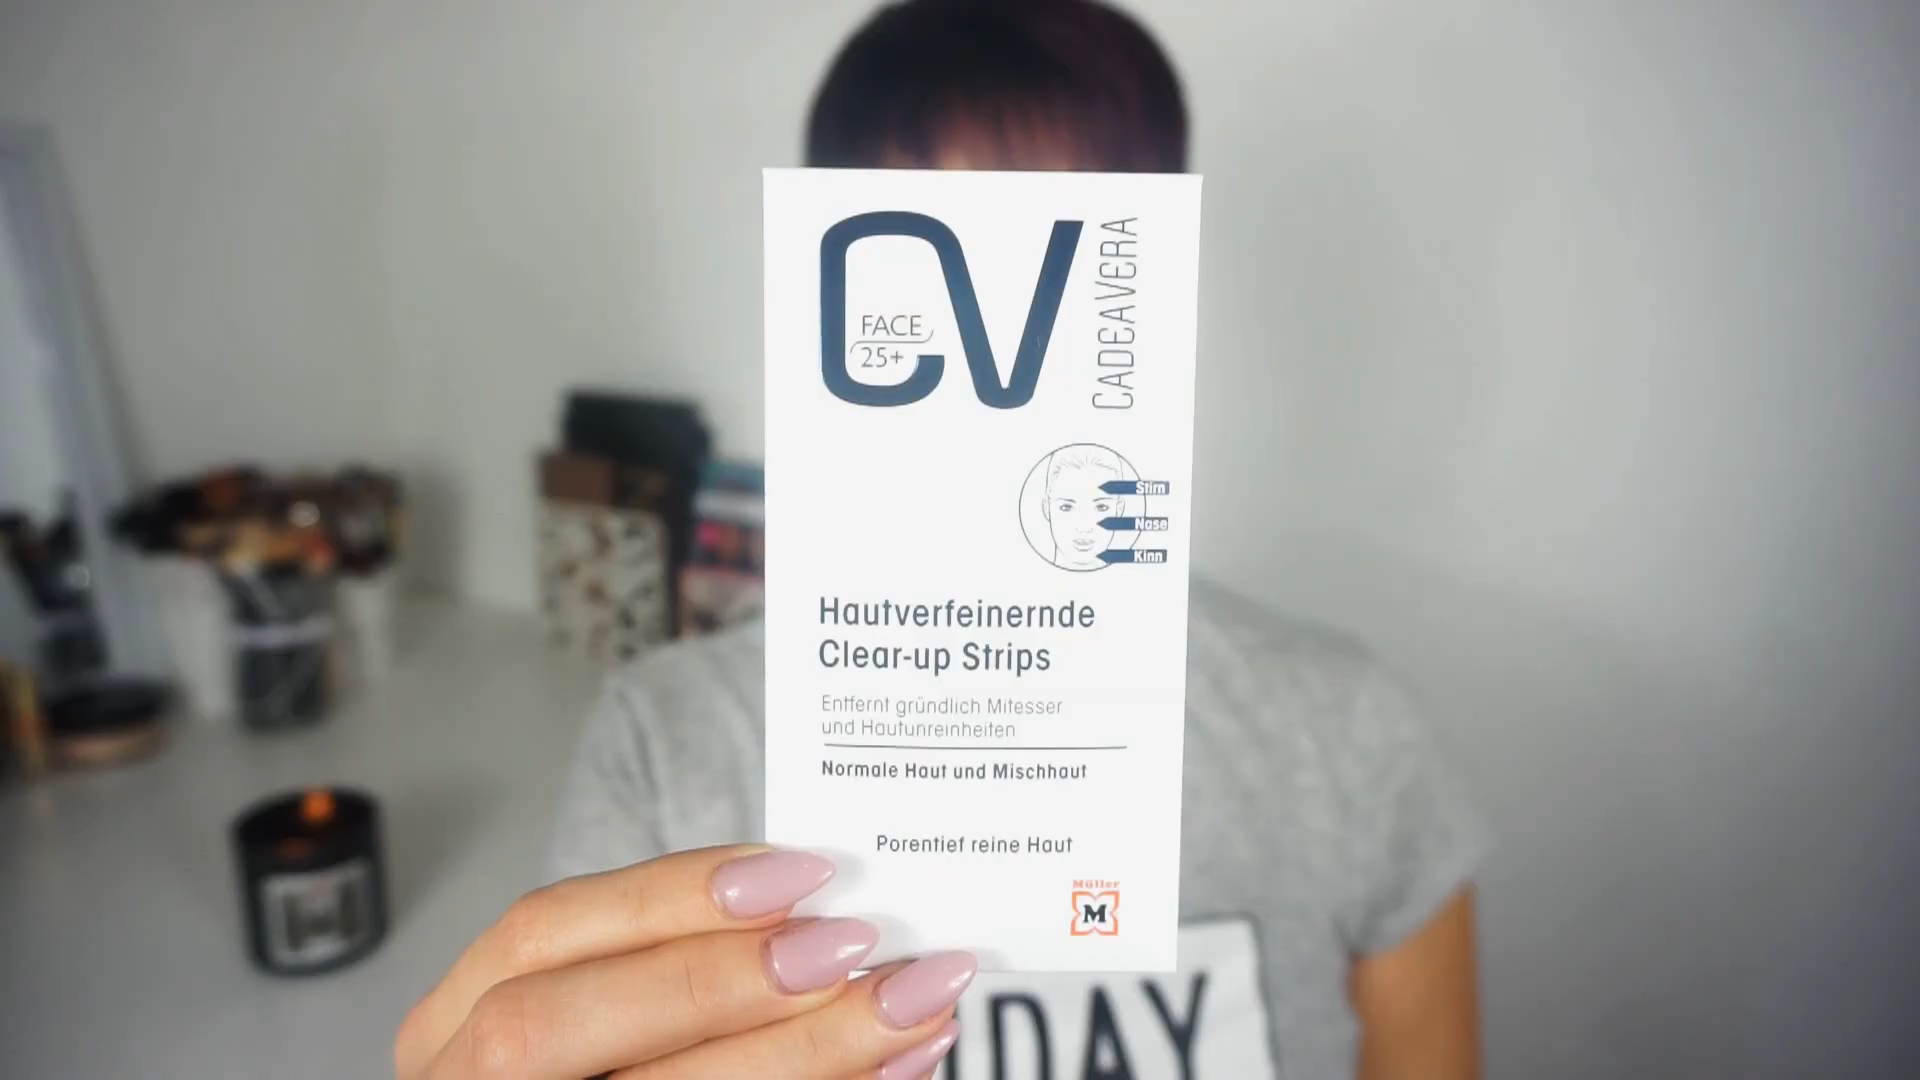 CV
CADEAVERA
FACE
25+
Stirn
Nase
Kinn
Hautverfeinernde
Clear-up Strips
Entfernt gründlich Mitesser
und Hautunreinheiten
Normale Haut und Mischhaut
Porentief reine Haut
Müller
M
DAY